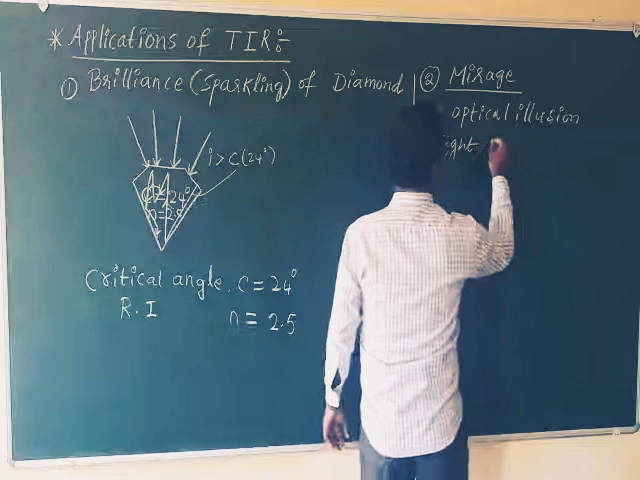 * Applications of TIR:-
① Brilliance (Sparkling) of Diamond
i > C (24°)
C = 24°
n = 2.5
Critical angle. C = 24°
R.I n = 2.5
② Mirage
optical illusion